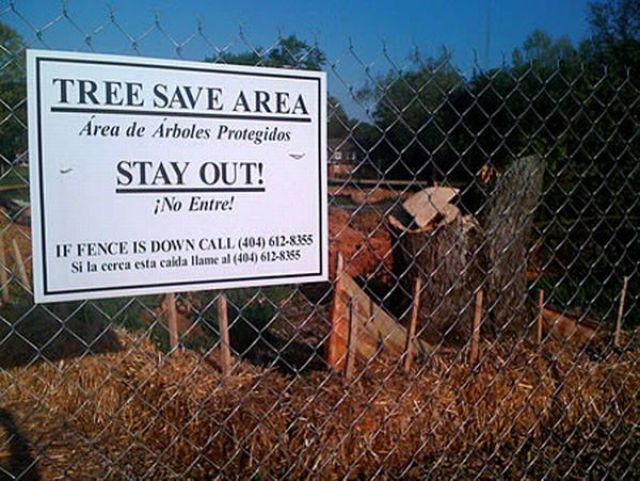 TREE SAVE AREA
Área de Árboles Protegidos
STAY OUT!
¡No Entre!
IF FENCE IS DOWN CALL (404) 612-8355
Si la cerca esta caida llame al (404) 612-8355